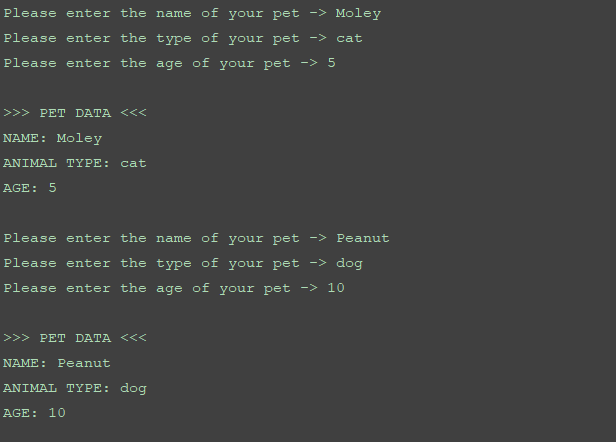 Please enter the name of your pet -> Moley
Please enter the type of your pet -> cat
Please enter the age of your pet -> 5
>>> PET DATA <<<
NAME: Moley
ANIMAL TYPE: cat
AGE: 5
Please enter the name of your pet -> Peanut
Please enter the type of your pet -> dog
Please enter the age of your pet -> 10
>>> PET DATA <<<
NAME: Peanut
ANIMAL TYPE: dog
AGE: 10